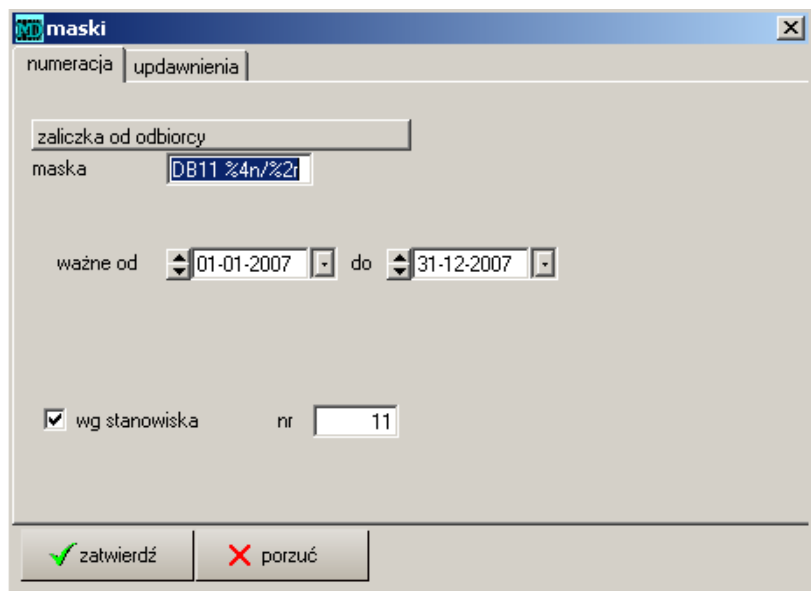 MD maski
numeracja updawnienia
zaliczka od odbiorcy
maska DB11 %4n/%2r
ważne od 01-01-2007 do 31-12-2007
wg stanowiska nr 11
zatwierdź porzuć